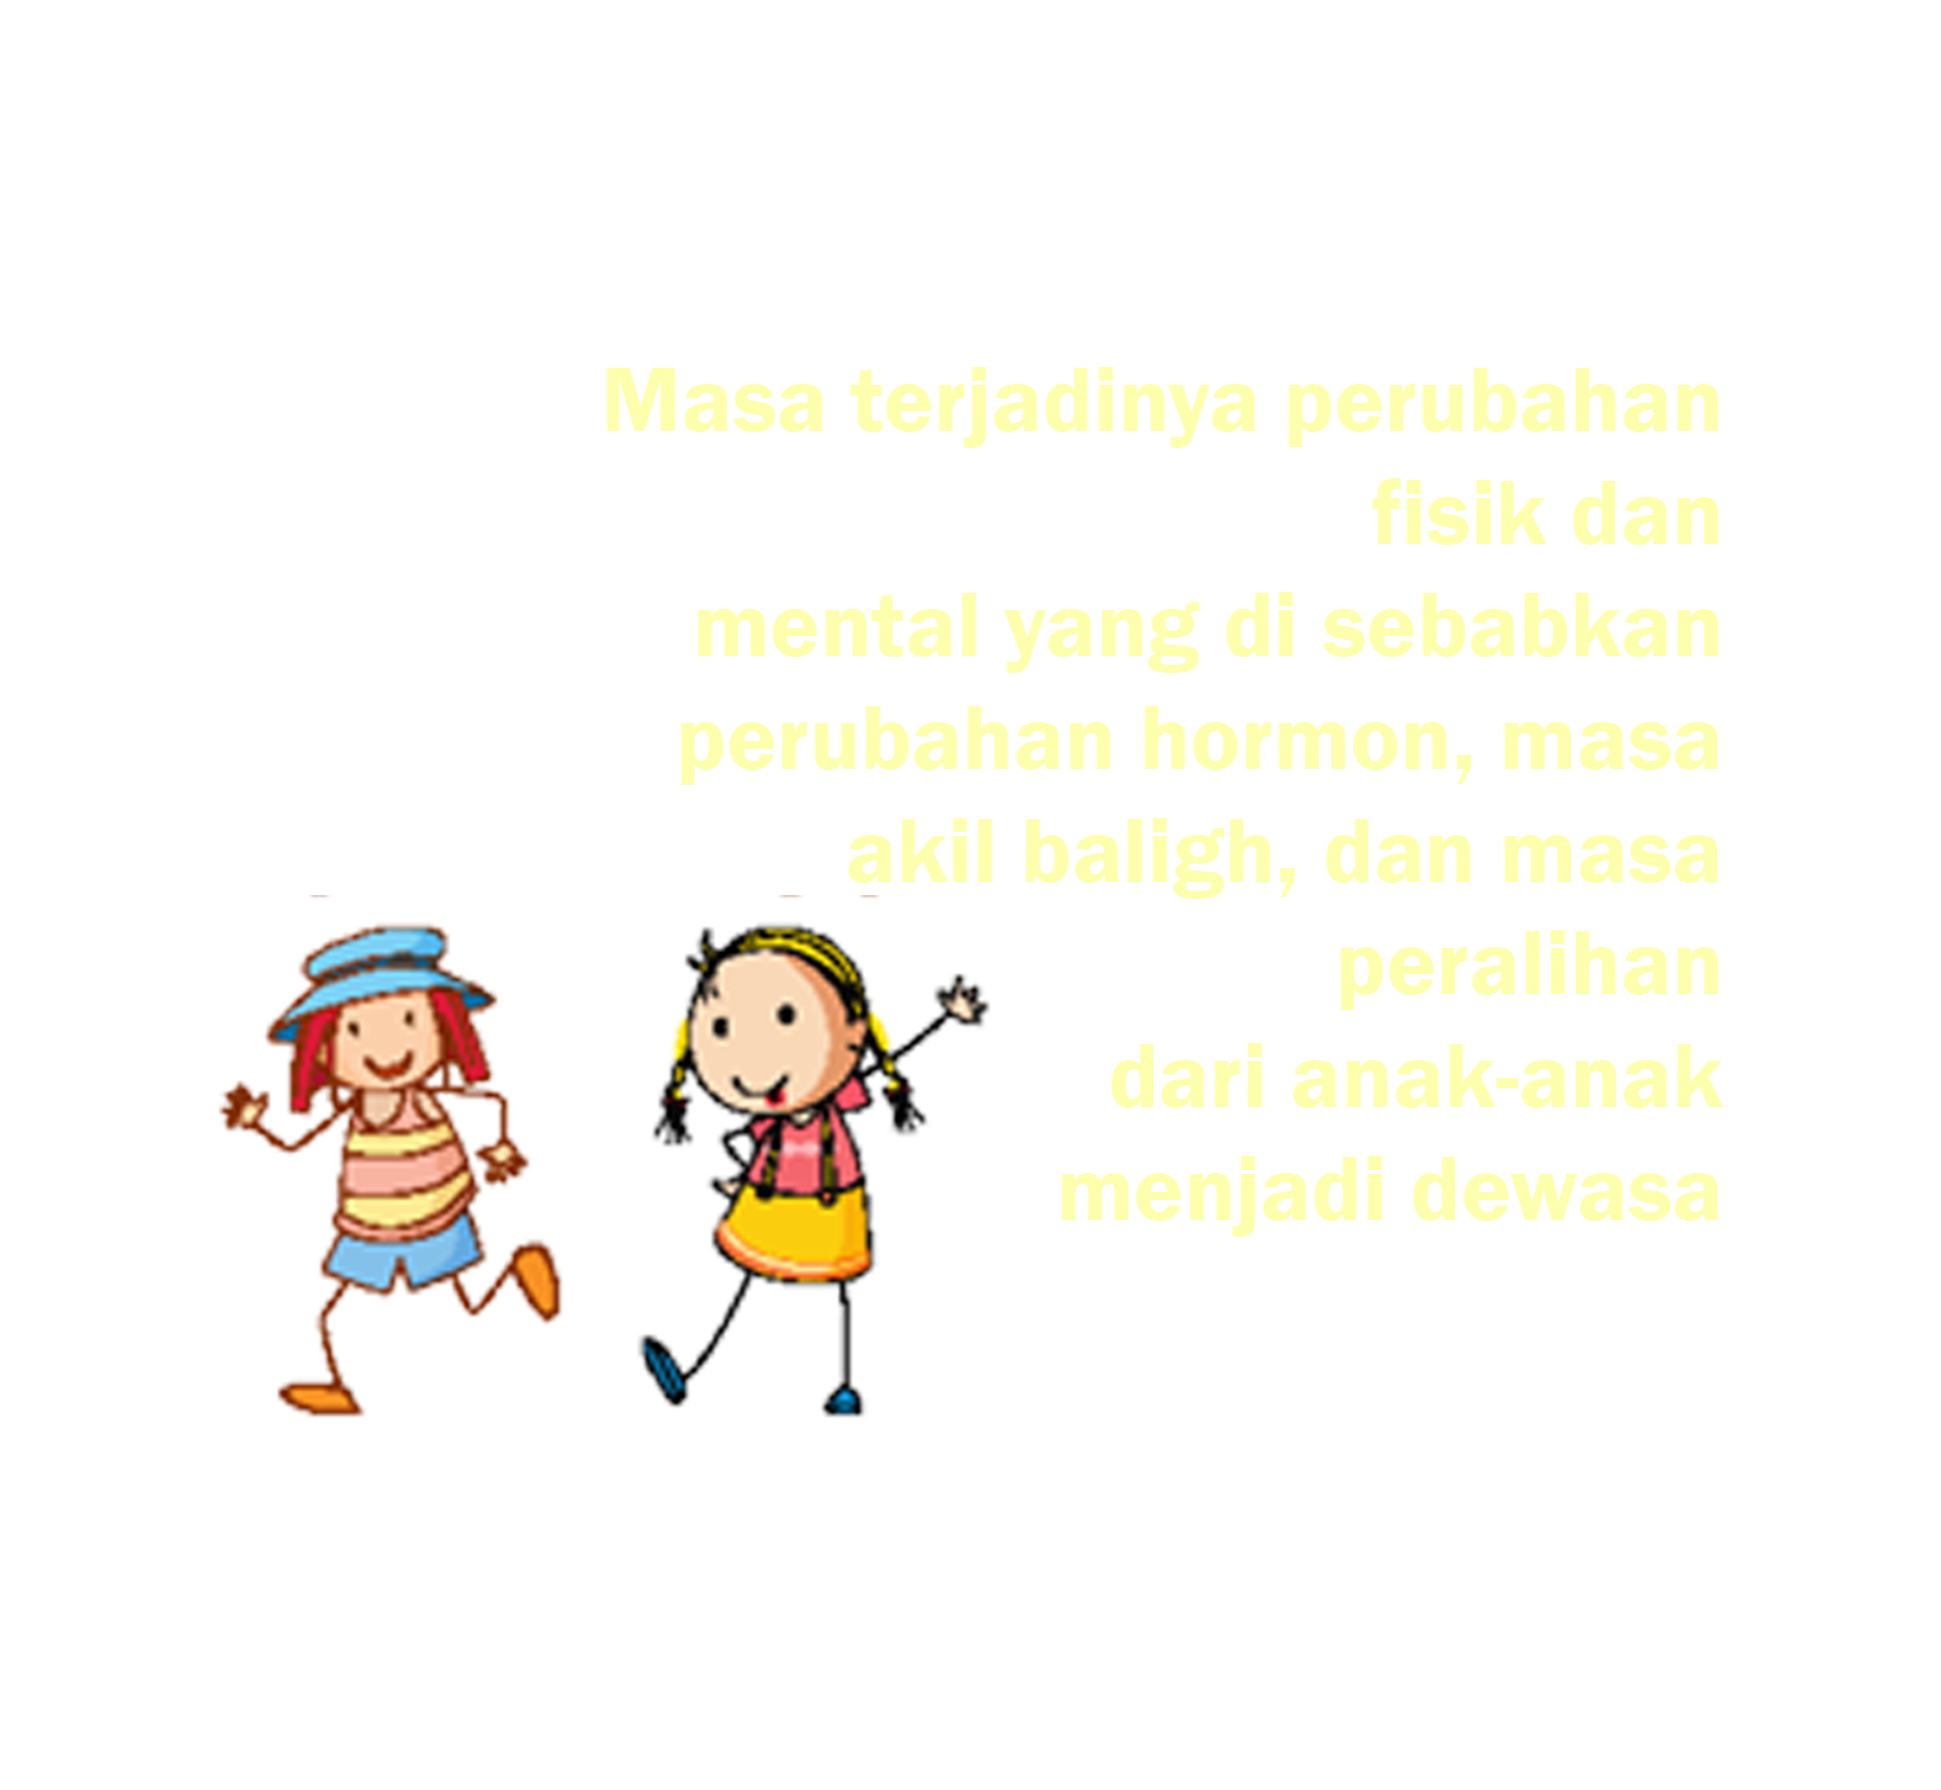 Masa terjadinya perubahan
fisik dan
mental yang di sebabkan
perubahan hormon, masa
akil baligh, dan masa
peralihan
dari anak-anak
menjadi dewasa